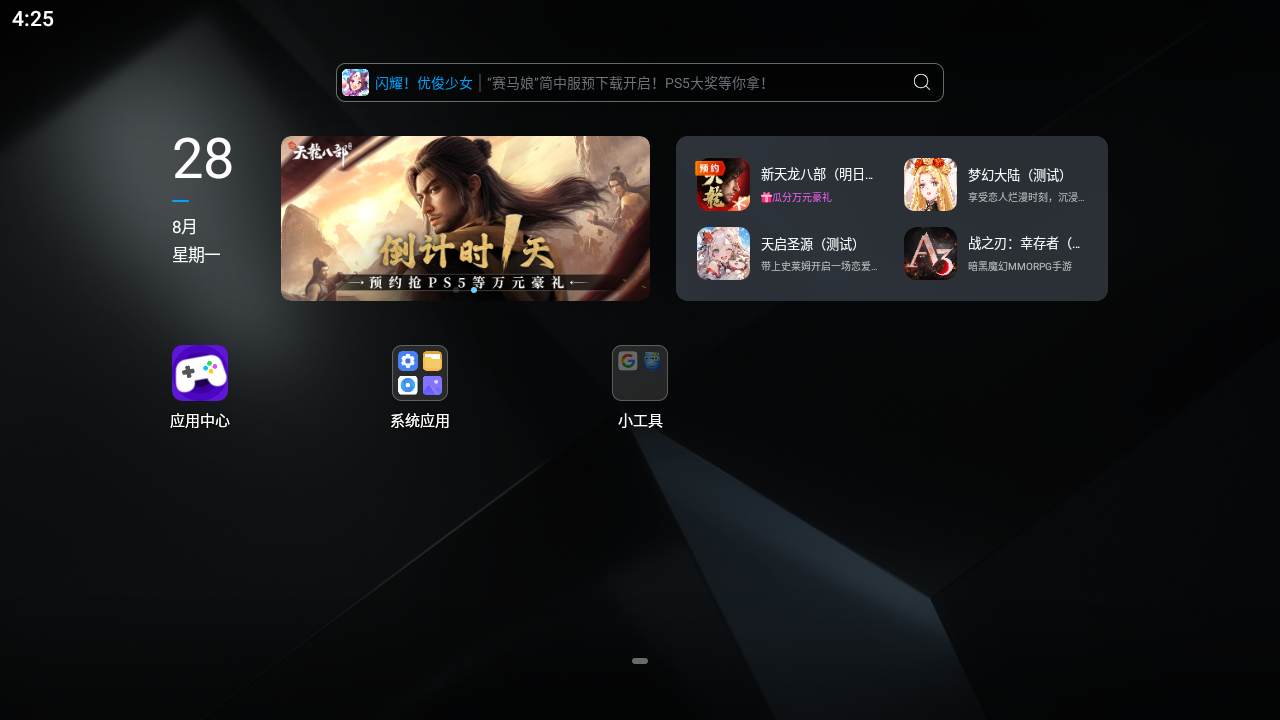 4:25
闪耀！优俊少女 | “赛马娘”简中服预下载开启！PS5大奖等你拿！
28
8月
星期一
天龍八部
倒计时1天
预约抢PS5等万元豪礼
预约
天龍
新天龙八部（明日...
瓜分万元豪礼
梦幻大陆（测试）
享受恋人烂漫时刻，沉浸...
天启圣源（测试）
带上史莱姆开启一场恋爱...
A3
战之刃：幸存者（...
暗黑魔幻MMORPG手游
应用中心
系统应用
小工具